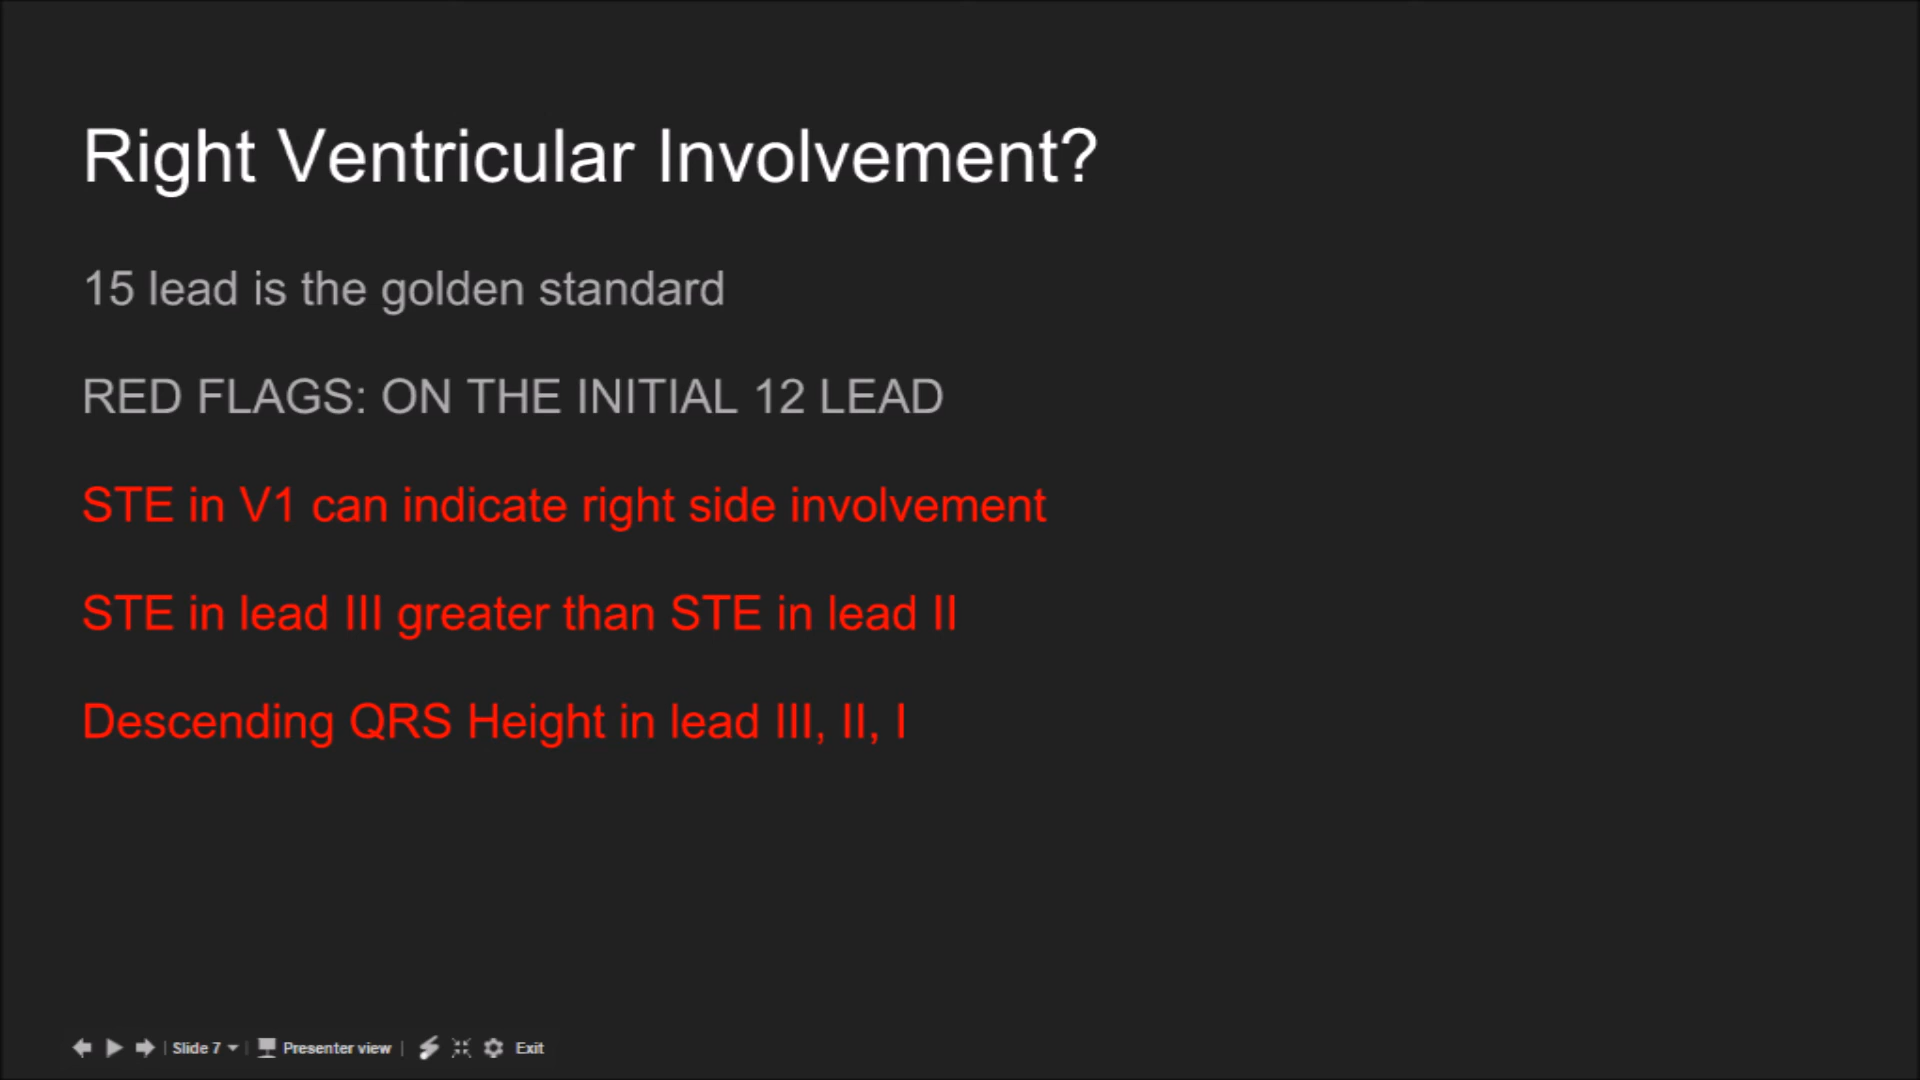 Right Ventricular Involvement?
15 lead is the golden standard
RED FLAGS: ON THE INITIAL 12 LEAD
STE in V1 can indicate right side involvement
STE in lead III greater than STE in lead II
Descending QRS Height in lead III, II, I
Slide 7 Presenter view Exit